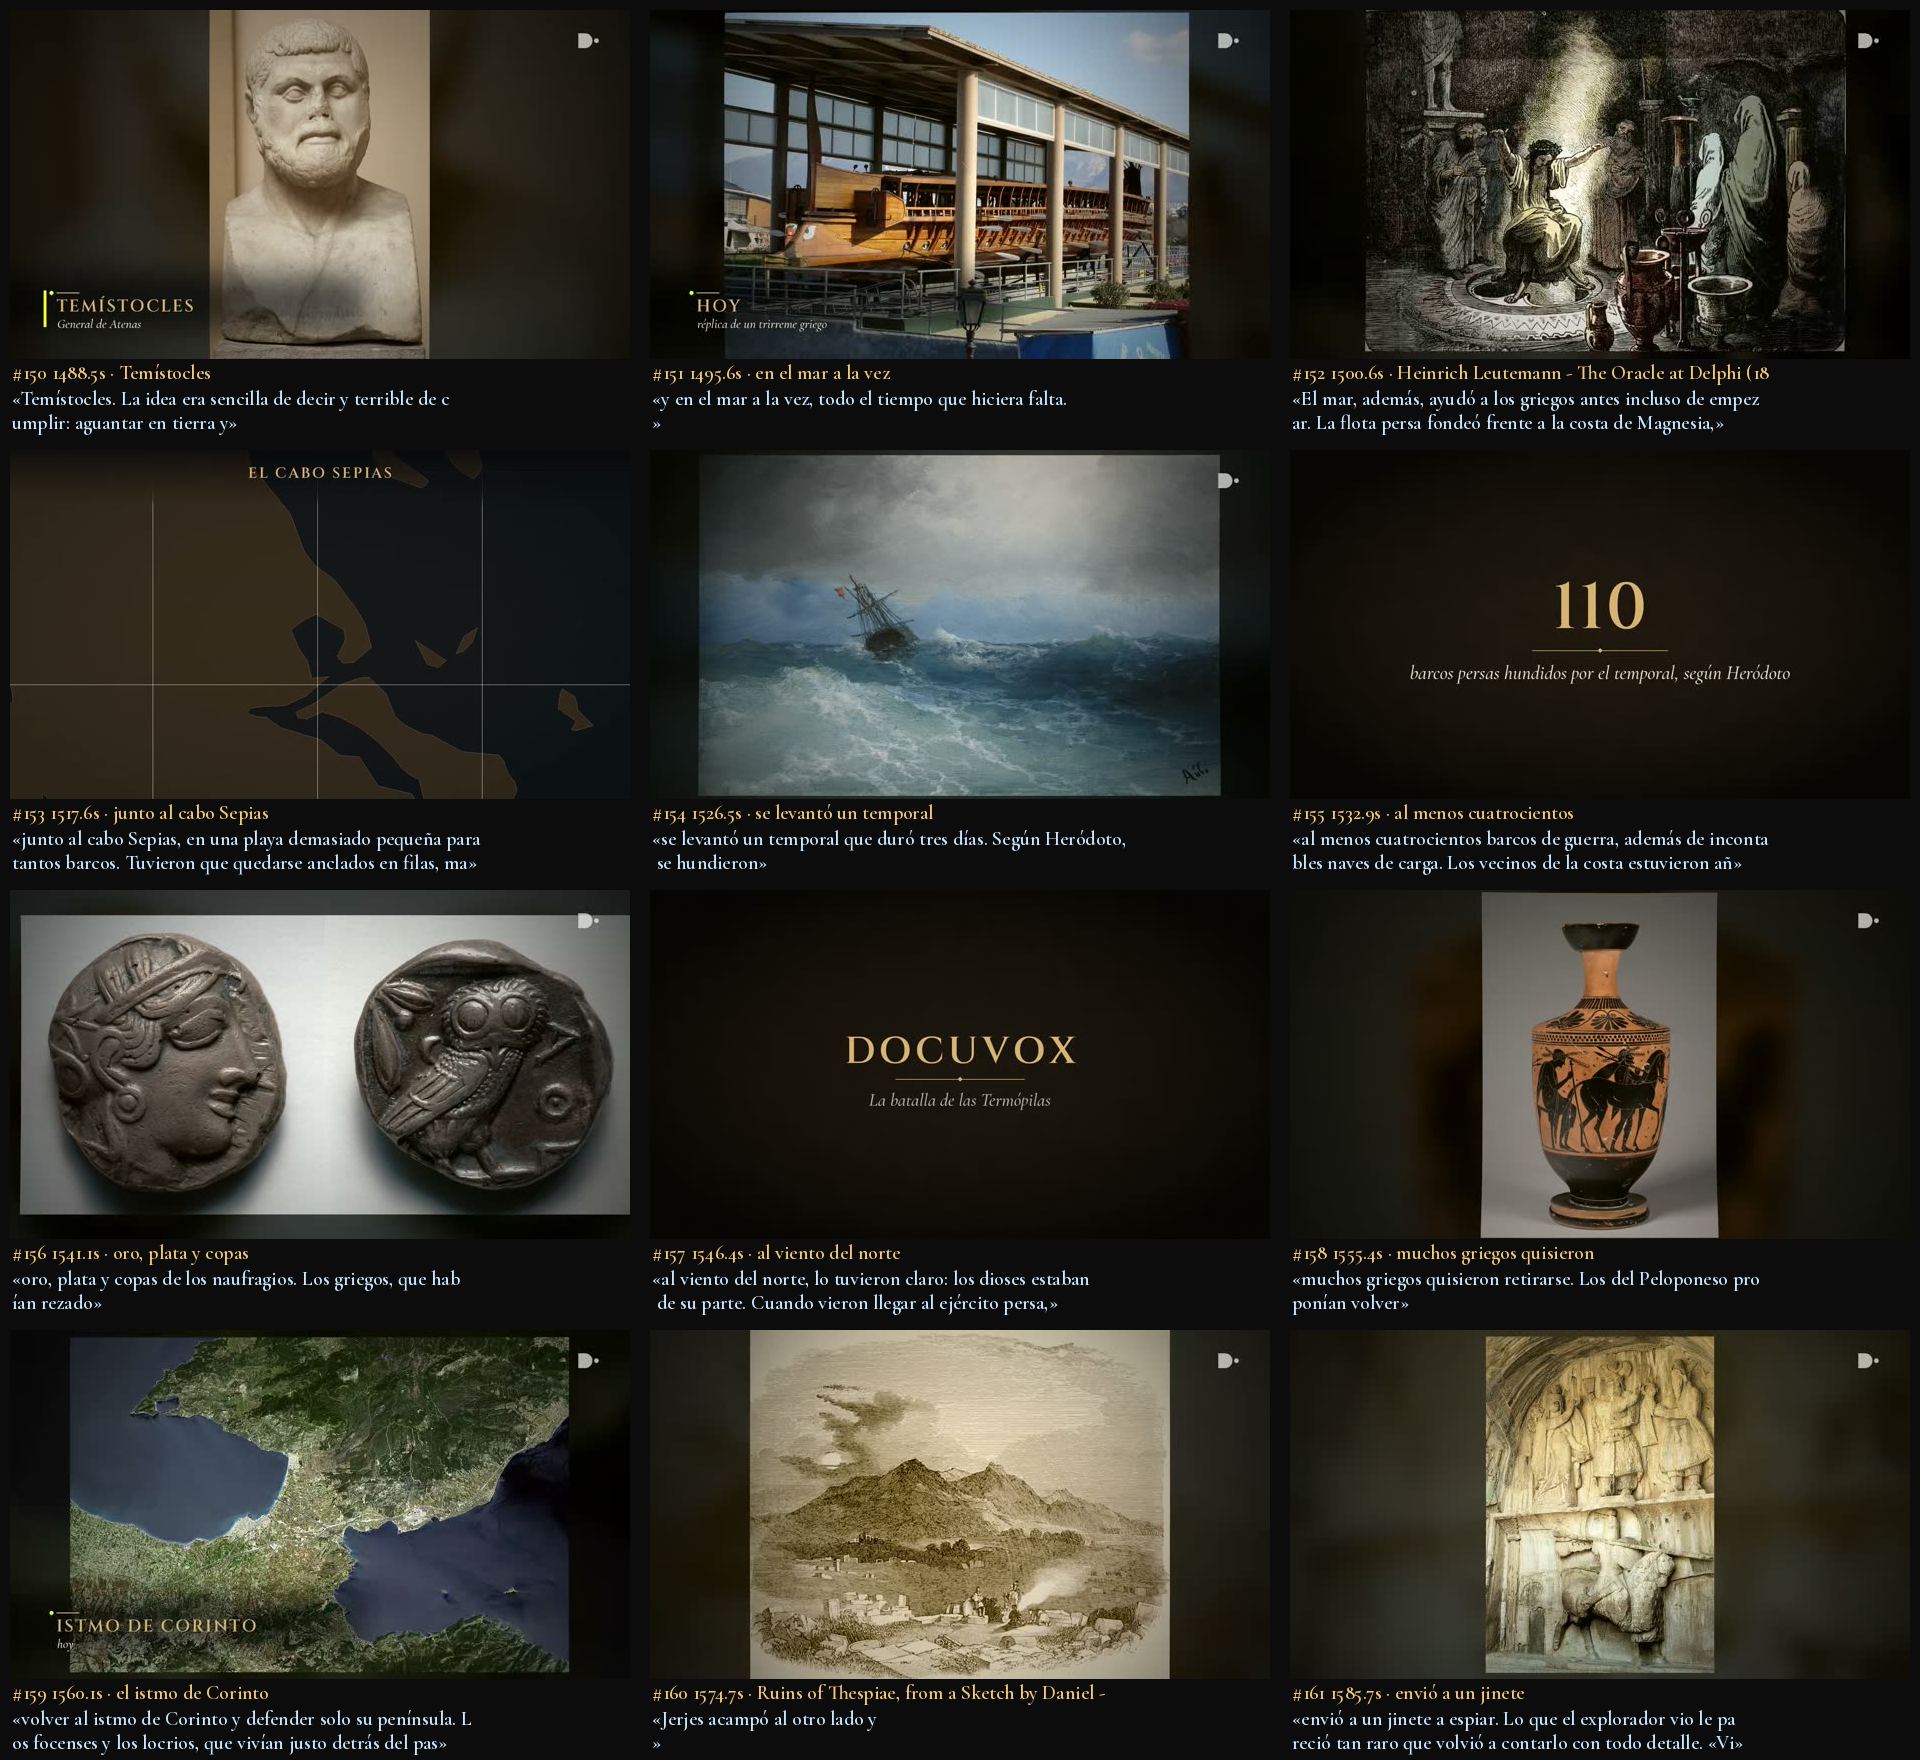 TEMÍSTOCLES
General de Atenas
#150 1488.5s · Temístocles
«Temístocles. La idea era sencilla de decir y terrible de c
umplir: aguantar en tierra y»
HOY
réplica de un trirreme griego
#151 1495.6s · en el mar a la vez
«y en el mar a la vez, todo el tiempo que hiciera falta.
»
#152 1500.6s · Heinrich Leutemann - The Oracle at Delphi (18
«El mar, además, ayudó a los griegos antes incluso de empez
ar. La flota persa fondeó frente a la costa de Magnesia,»
EL CABO SEPIAS
#153 1517.6s · junto al cabo Sepias
«junto al cabo Sepias, en una playa demasiado pequeña para
tantos barcos. Tuvieron que quedarse anclados en filas, ma»
#154 1526.5s · se levantó un temporal
«se levantó un temporal que duró tres días. Según Heródoto,
se hundieron»
110
barcos persas hundidos por el temporal, según Heródoto
#155 1532.9s · al menos cuatrocientos
«al menos cuatrocientos barcos de guerra, además de inconta
bles naves de carga. Los vecinos de la costa estuvieron añ»
#156 1541.1s · oro, plata y copas
«oro, plata y copas de los naufragios. Los griegos, que hab
ían rezado»
DOCUVOX
La batalla de las Termópilas
#157 1546.4s · al viento del norte
«al viento del norte, lo tuvieron claro: los dioses estaban
de su parte. Cuando vieron llegar al ejército persa,»
#158 1555.4s · muchos griegos quisieron
«muchos griegos quisieron retirarse. Los del Peloponeso pro
ponían volver»
ISTMO DE CORINTO
hoy
#159 1560.1s · el istmo de Corinto
«volver al istmo de Corinto y defender solo su península. L
os focenses y los locrios, que vivían justo detrás del pas»
#160 1574.7s · Ruins of Thespiae, from a Sketch by Daniel -
«Jerjes acampó al otro lado y
»
#161 1585.7s · envió a un jinete
«envió a un jinete a espiar. Lo que el explorador vio le pa
reció tan raro que volvió a contarlo con todo detalle. «Vi»